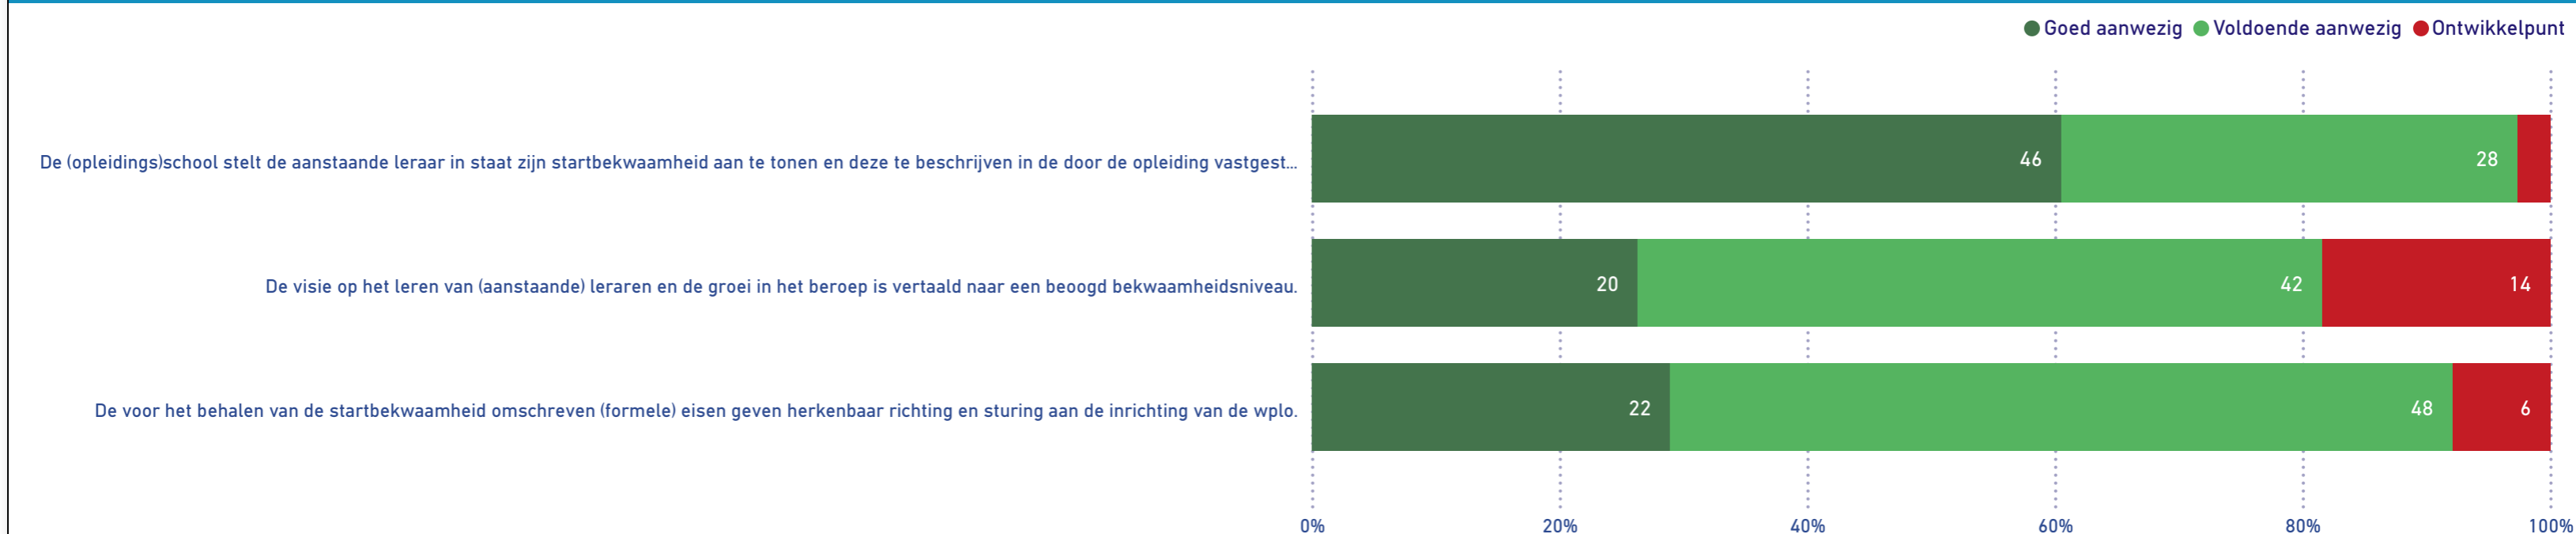 Goed aanwezig Voldoende aanwezig Ontwikkelpunt
De (opleidings)school stelt de aanstaande leraar in staat zijn startbekwaamheid aan te tonen en deze te beschrijven in de door de opleiding vastgest... 46 28
De visie op het leren van (aanstaande) leraren en de groei in het beroep is vertaald naar een beoogd bekwaamheidsniveau. 20 42 14
De voor het behalen van de startbekwaamheid omschreven (formele) eisen geven herkenbaar richting en sturing aan de inrichting van de wplo. 22 48 6
0% 20% 40% 60% 80% 100%